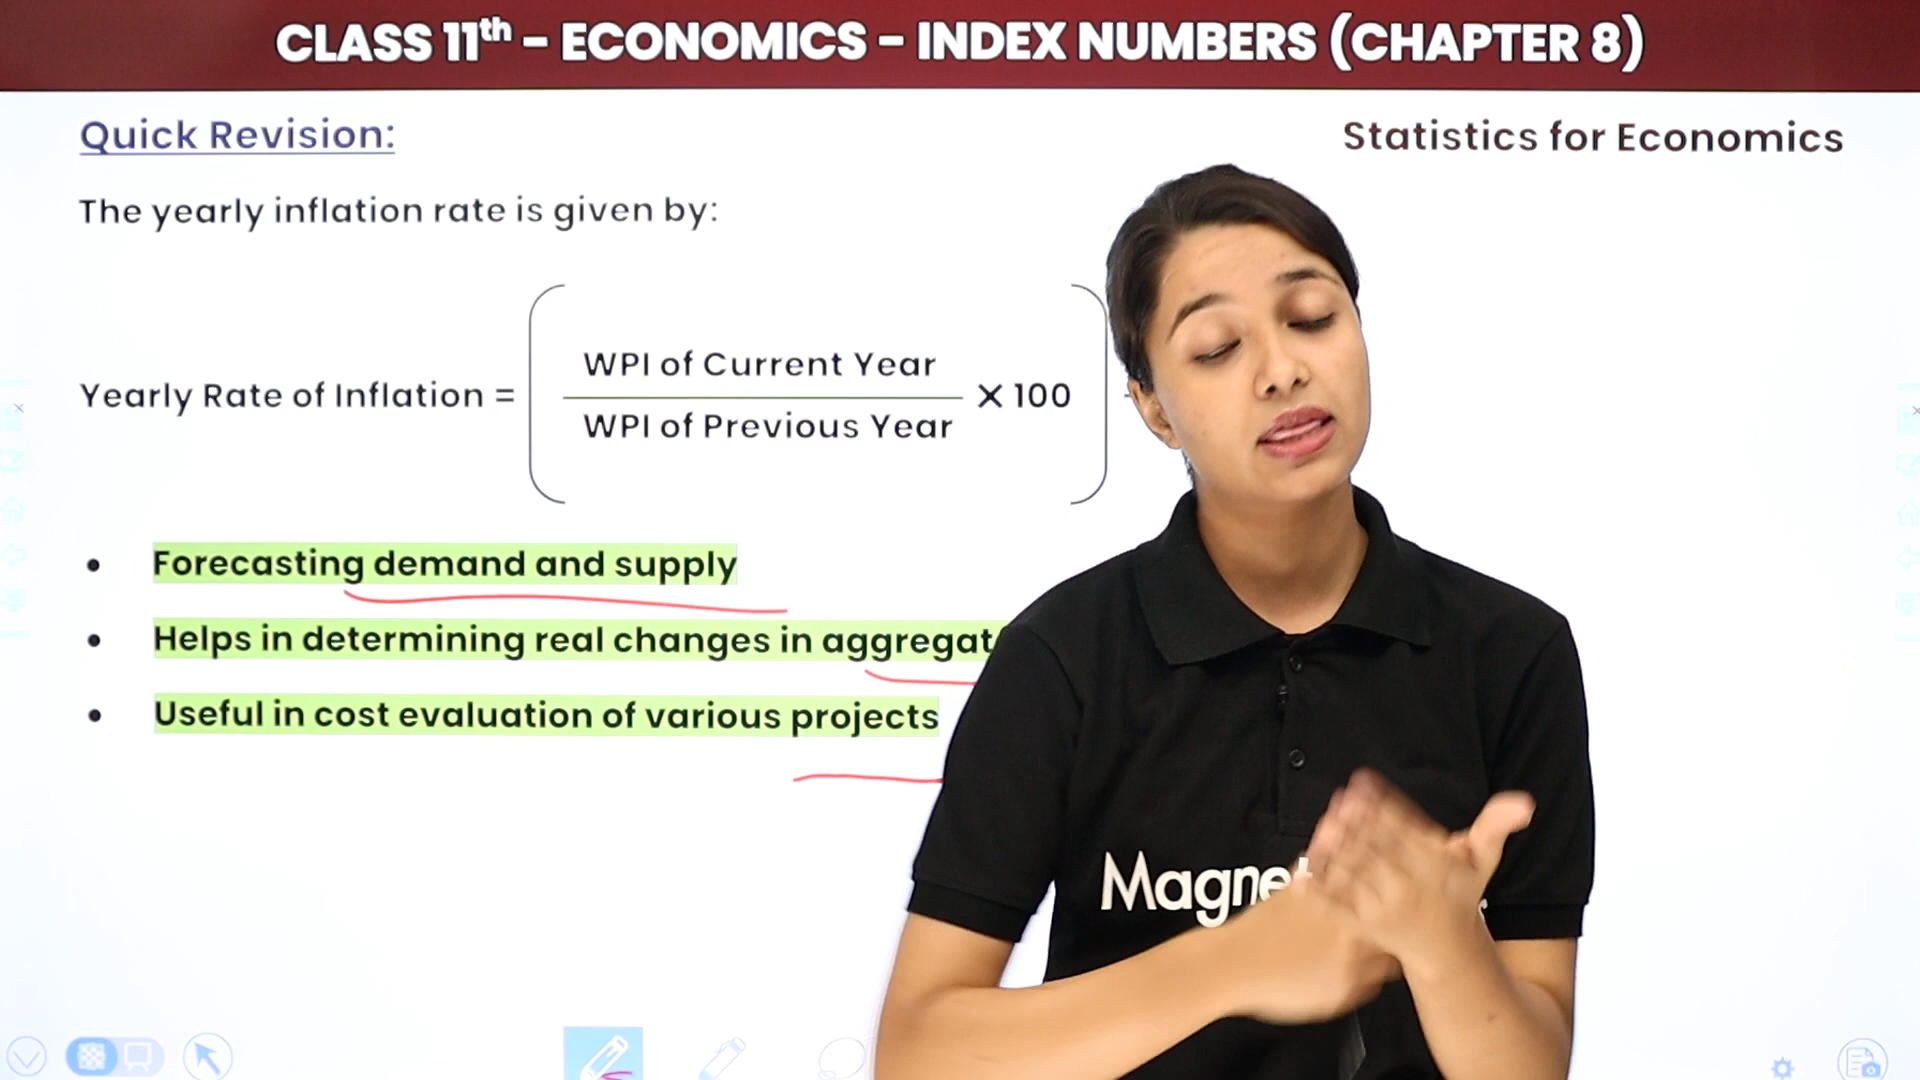 CLASS 11th - ECONOMICS - INDEX NUMBERS (CHAPTER 8)
Quick Revision:
Statistics for Economics
The yearly inflation rate is given by:
Yearly Rate of Inflation =
WPI of Current Year
WPI of Previous Year
× 100
• Forecasting demand and supply
• Helps in determining real changes in
• Useful in cost evaluation of various projects